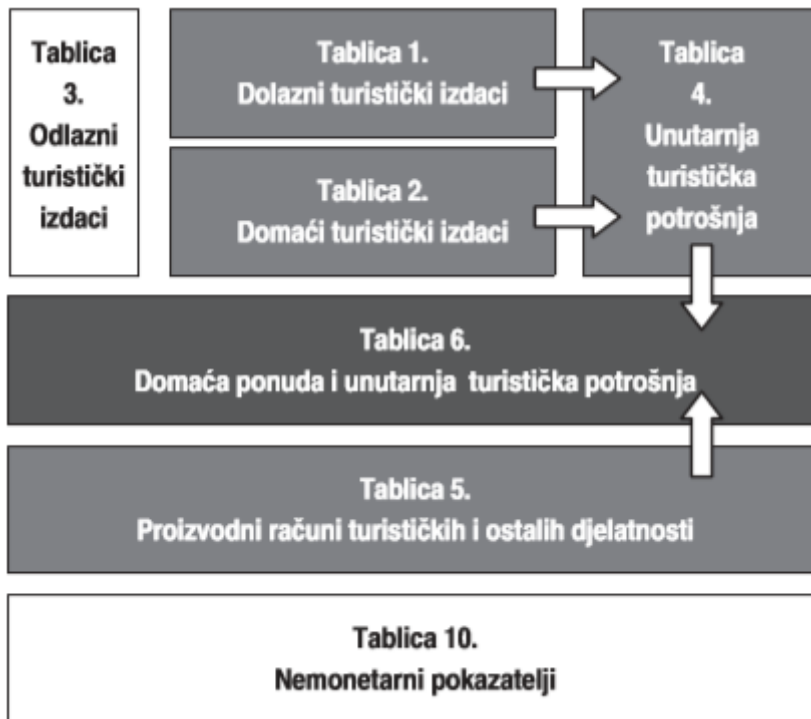 Tablica
3.
Odlazni
turistički
izdaci
Tablica 1.
Dolazni turistički izdaci
Tablica 2.
Domaći turistički izdaci
Tablica
4.
Unutarnja
turistička
potrošnja
Tablica 6.
Domaća ponuda i unutarnja turistička potrošnja
Tablica 5.
Proizvodni računi turističkih i ostalih djelatnosti
Tablica 10.
Nemonetarni pokazatelji